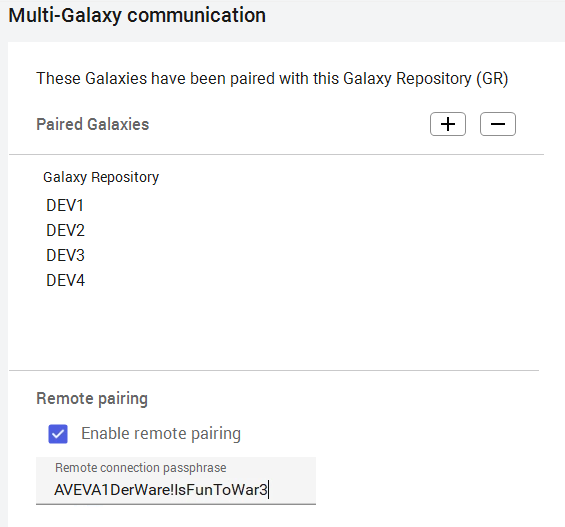 Multi-Galaxy communication
These Galaxies have been paired with this Galaxy Repository (GR)
Paired Galaxies
Galaxy Repository
DEV1
DEV2
DEV3
DEV4
Remote pairing
Enable remote pairing
Remote connection passphrase
AVEVA1DerWare!IsFunToWar3